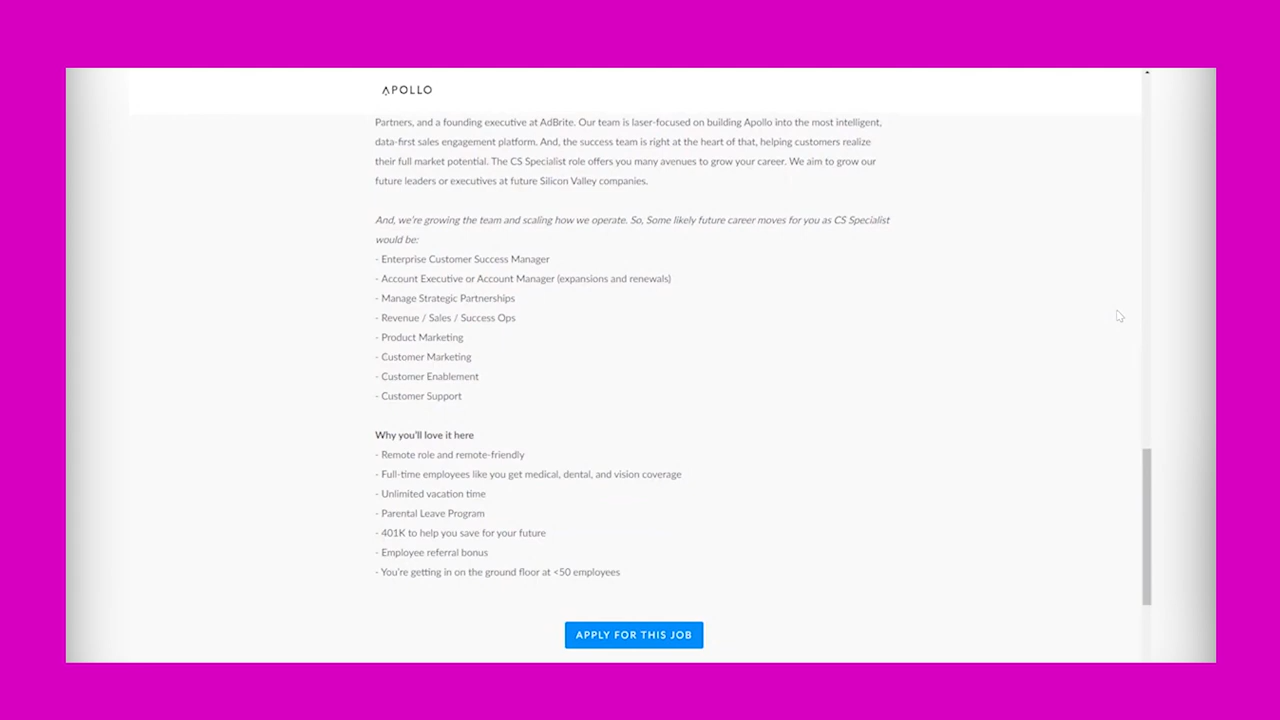 APOLLO
Partners, and a founding executive at AdBrite. Our team is laser-focused on building Apollo into the most intelligent,
data-first sales engagement platform. And, the success team is right at the heart of that, helping customers realize
their full market potential. The CS Specialist role offers you many avenues to grow your career. We aim to grow our
future leaders or executives at future Silicon Valley companies.
And, we're growing the team and scaling how we operate. So, Some likely future career moves for you as CS Specialist
would be:
- Enterprise Customer Success Manager
- Account Executive or Account Manager (expansions and renewals)
- Manage Strategic Partnerships
- Revenue / Sales / Success Ops
- Product Marketing
- Customer Marketing
- Customer Enablement
- Customer Support
Why you'll love it here
- Remote role and remote-friendly
- Full-time employees like you get medical, dental, and vision coverage
- Unlimited vacation time
- Parental Leave Program
- 401K to help you save for your future
- Employee referral bonus
- You're getting in on the ground floor at <50 employees
APPLY FOR THIS JOB